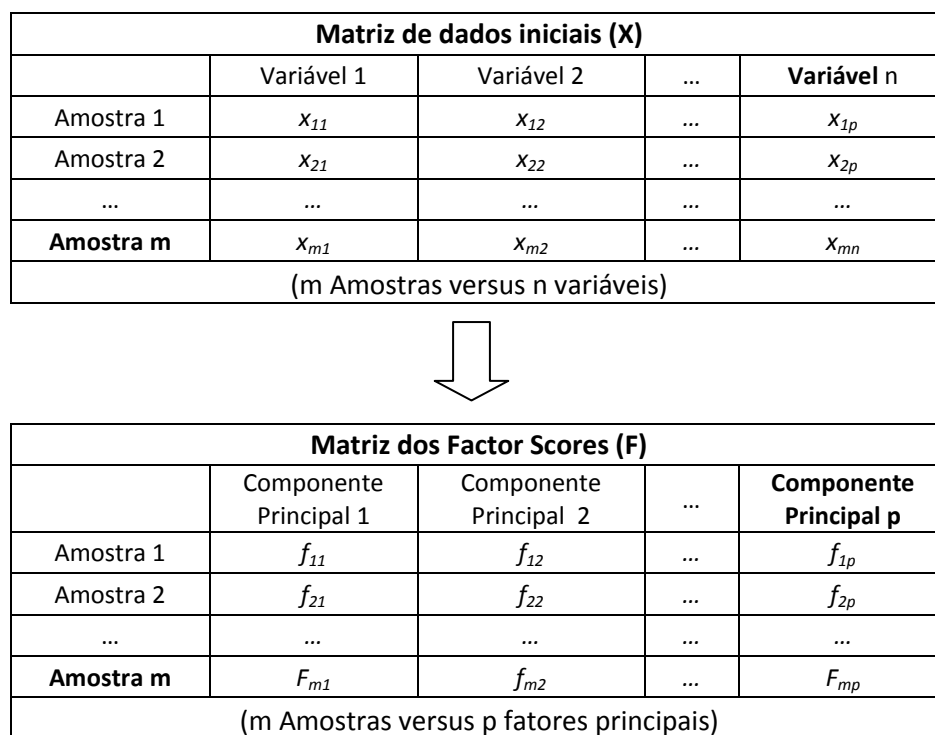 Matriz de dados iniciais (X)
Variável 1 Variável 2 ... Variável n
Amostra 1 x11 x12 ... x1p
Amostra 2 x21 x22 ... x2p
... ... ... ... ...
Amostra m xm1 xm2 ... xmn
(m Amostras versus n variáveis)
Matriz dos Factor Scores (F)
Componente Principal 1 Componente Principal 2 ... Componente Principal p
Amostra 1 f11 f12 ... f1p
Amostra 2 f21 f22 ... f2p
... ... ... ... ...
Amostra m Fm1 fm2 ... Fmp
(m Amostras versus p fatores principais)